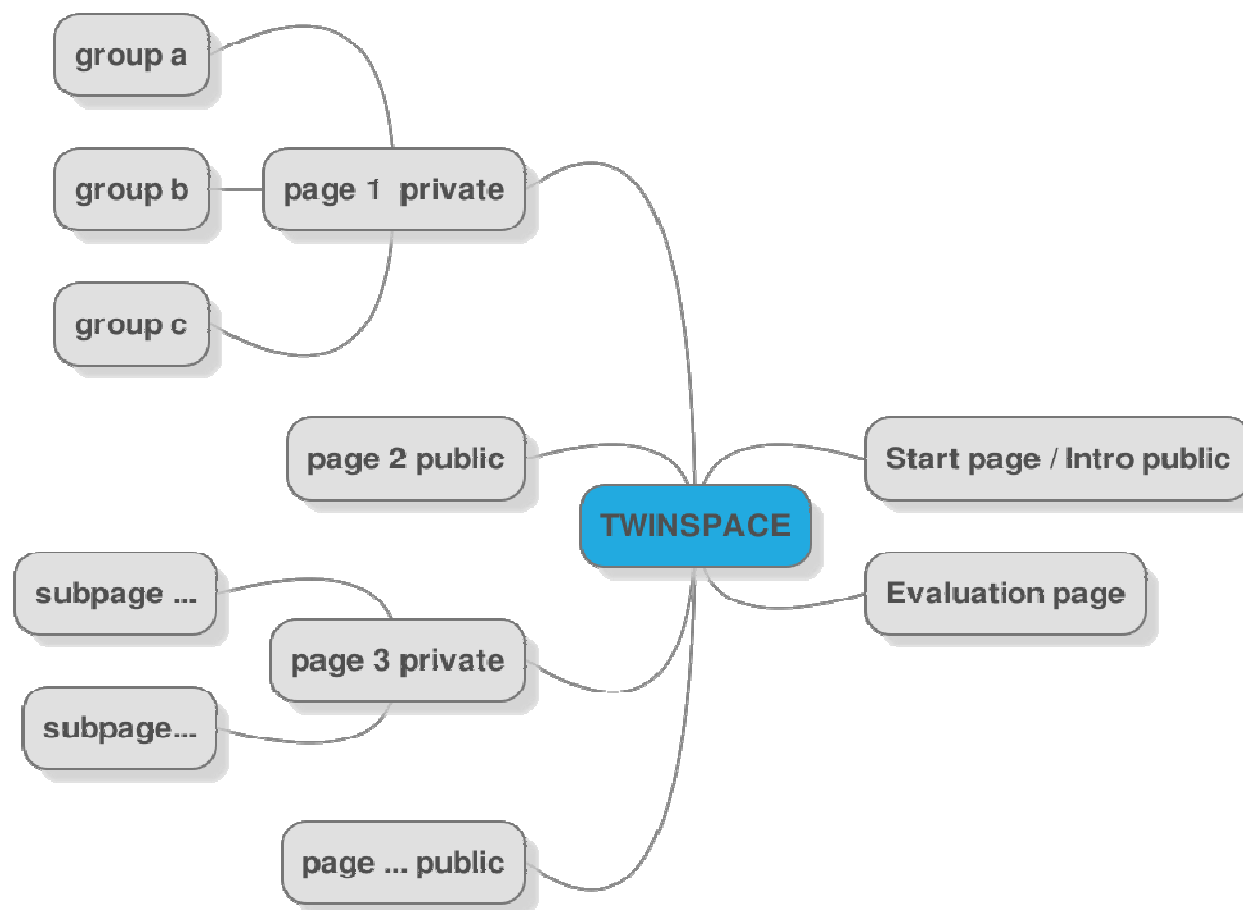 group a
group b
page 1 private
group c
page 2 public
Start page / Intro public
TWINSPACE
subpage ...
Evaluation page
page 3 private
subpage...
page ... public